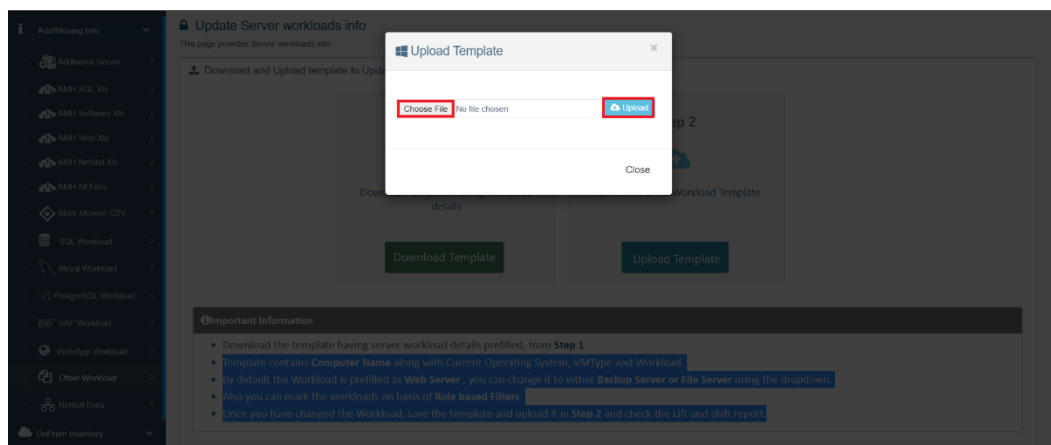 Add/Missing Info
Additional Server
AMH SQL Xls
AMH Software Xls
AMH Web Xls
AMH Netstat Xls
AMH All Files
More Movere CSV
SQL Workload
Mysql Workload
PostgreSQL Workload
SAP Workload
Web/App Workload
Other Workload
Netstat Data
OnPrem Inventory
Update Server workloads info
This page provides Server workloads info
Download and Upload template to Upda
Upload Template
×
Choose File No file chosen
Upload
Close
ep 2
Workload Template
details
Download Template
Upload Template
Important Information
Download the template having server workload details prefilled, from Step 1
Template contains Computer Name along with Current Operating System, VMType and Workload.
By default the Workload is prefilled as Web Server , you can change it to either Backup Server or File Server using the dropdown.
Also you can mark the workloads on basis of Role based Filters.
Once you have changed the Workload, save the template and upload it in Step 2 and check the Lift and shift report.